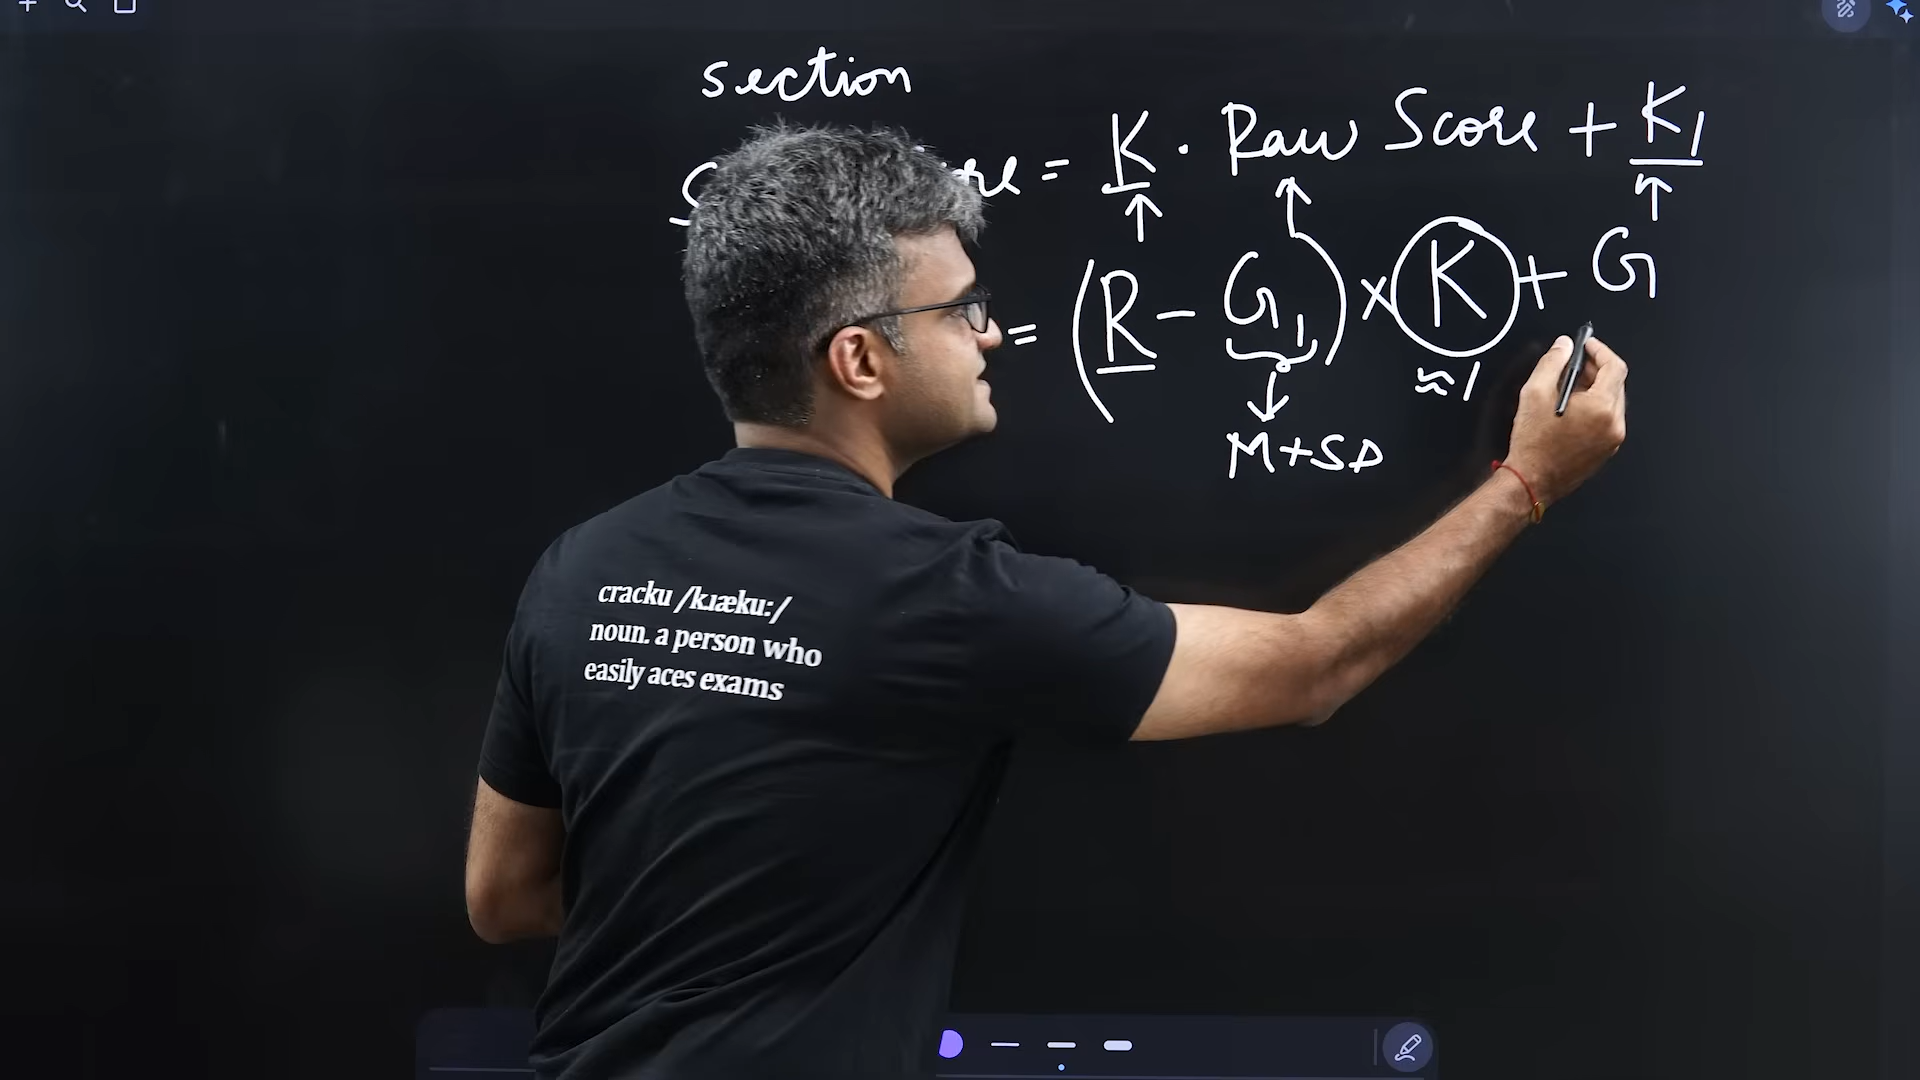 section
= K · Raw Score + K1
= (R - G1) × K + G
≈1
M+SD
cracku /kɹæku:/
noun. a person who
easily aces exams